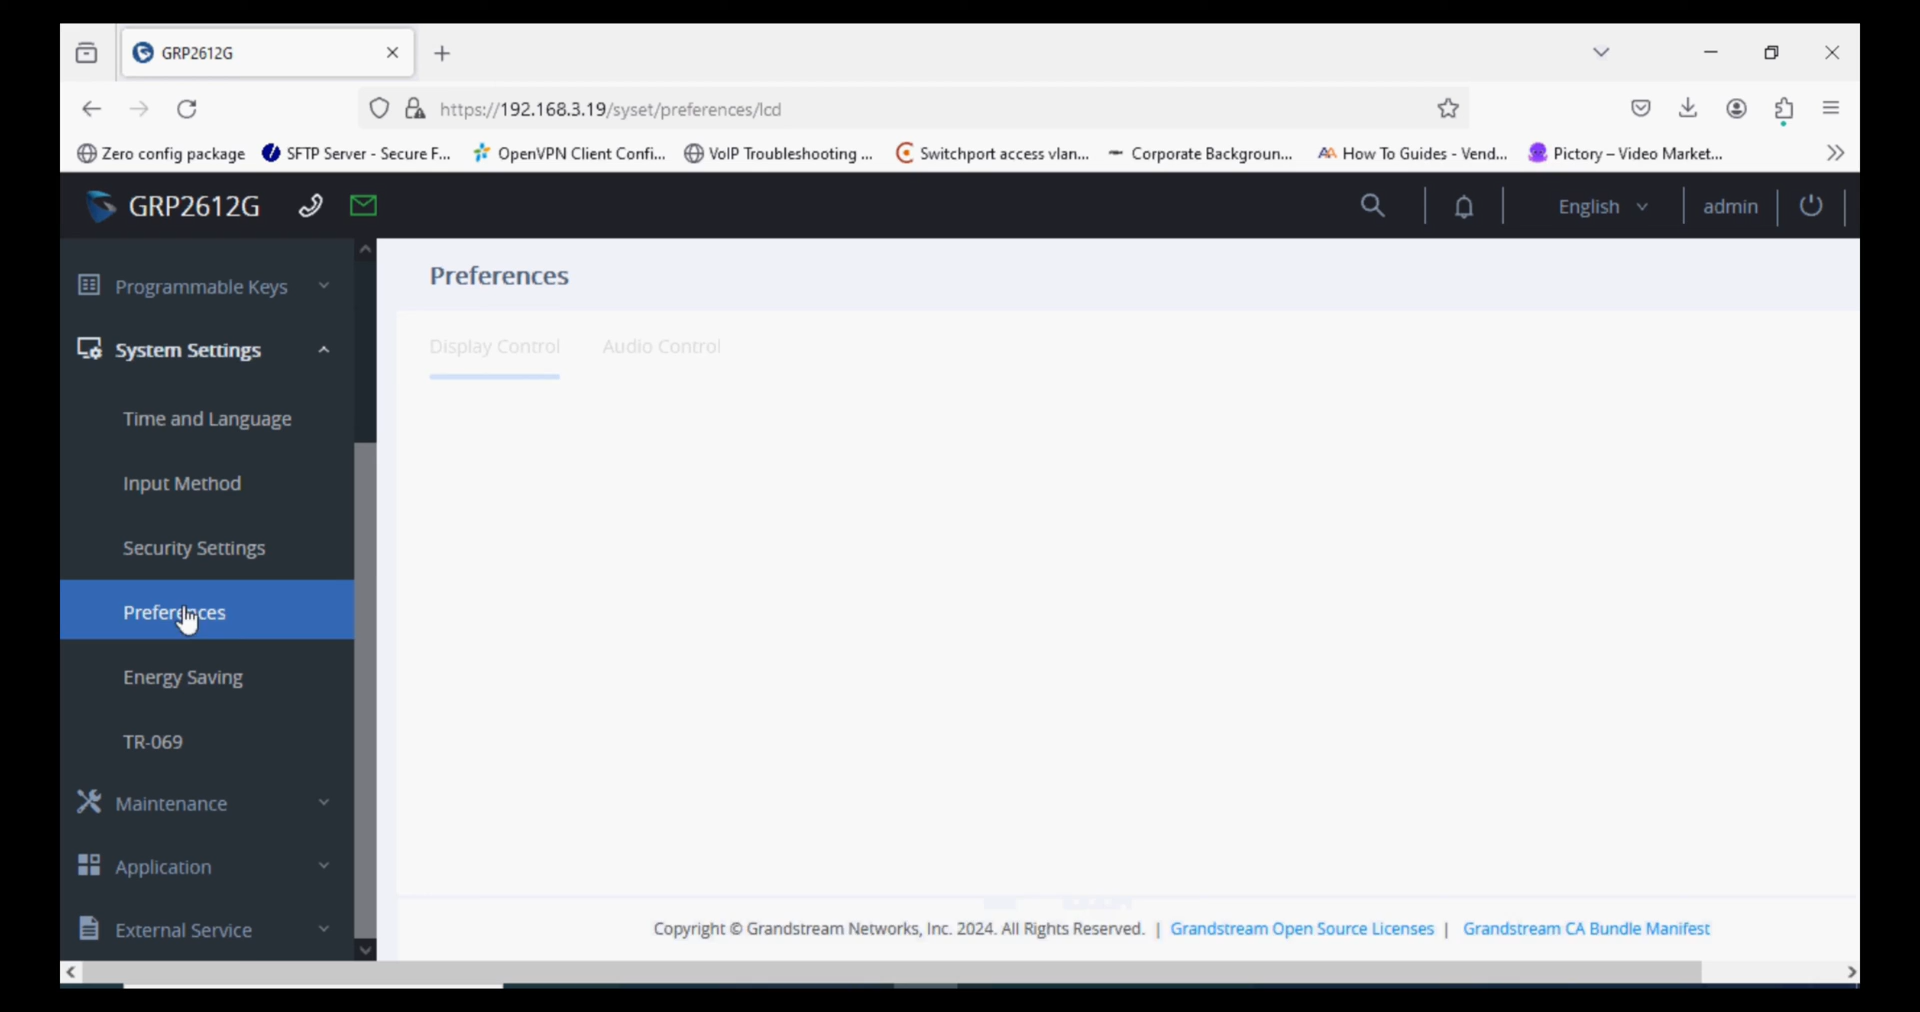 GRP2612G
https://192.168.3.19/syset/preferences/lcd
Zero config package SFTP Server - Secure F... OpenVPN Client Confi... VoIP Troubleshooting ... Switchport access vlan... Corporate Backgroun... How To Guides - Vend... Pictory – Video Market...
GRP2612G English admin
Preferences
Programmable Keys
Display Control Audio Control
System Settings
Time and Language
Input Method
Security Settings
Preferences
Energy Saving
TR-069
Maintenance
Application
External Service
Copyright © Grandstream Networks, Inc. 2024. All Rights Reserved. | Grandstream Open Source Licenses | Grandstream CA Bundle Manifest